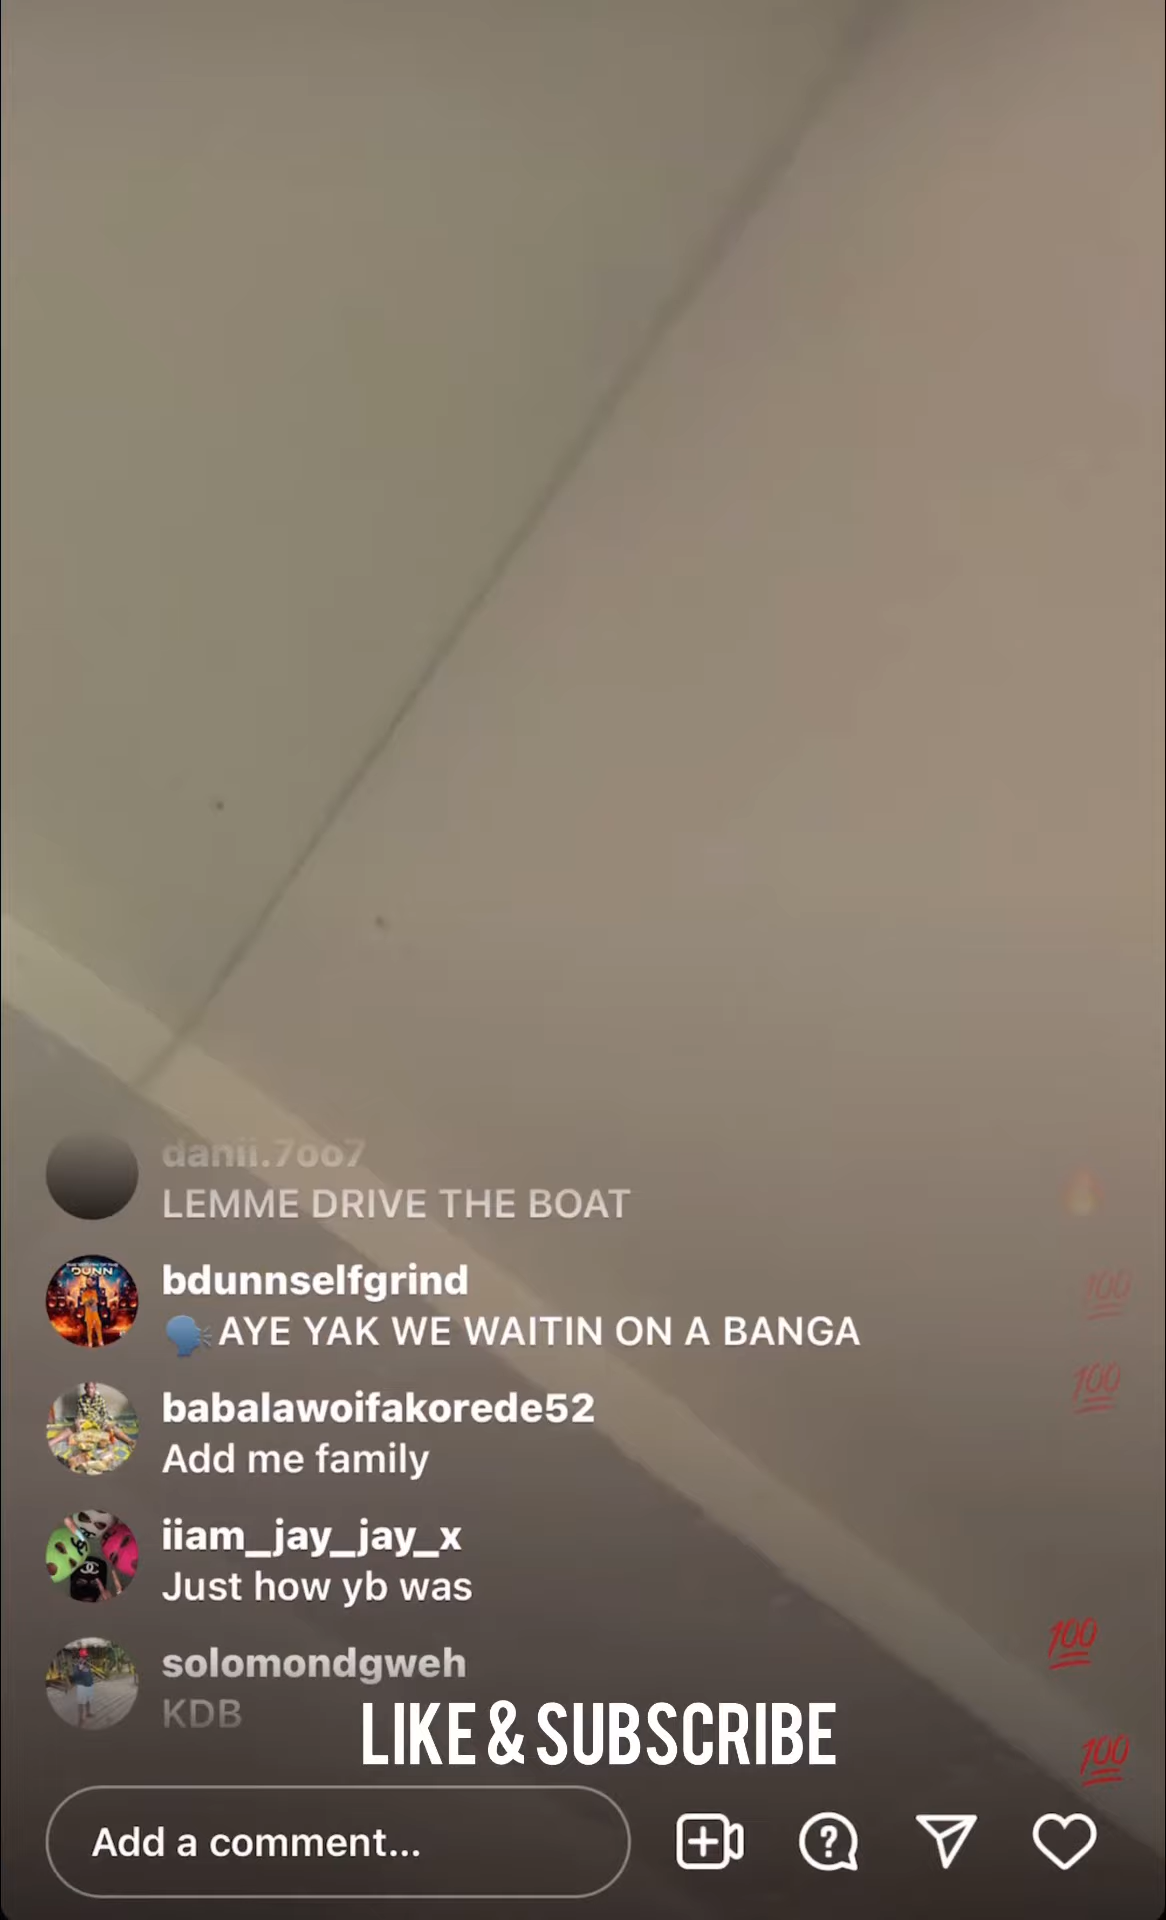 danii.7oo7
LEMME DRIVE THE BOAT
bdunnselfgrind
🗣️AYE YAK WE WAITIN ON A BANGA
babalawoifakorede52
Add me family
iiam_jay_jay_x
Just how yb was
solomondgweh
KDB
LIKE & SUBSCRIBE
Add a comment...